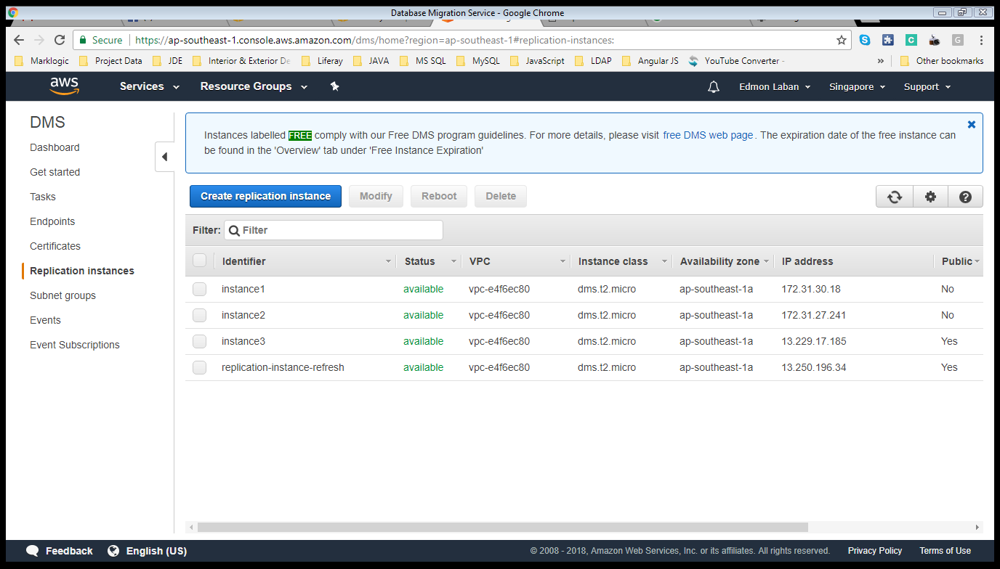 Database Migration Service - Google Chrome
Secure https://ap-southeast-1.console.aws.amazon.com/dms/home?region=ap-southeast-1#replication-instances:
Marklogic Project Data JDE Interior & Exterior De Liferay JAVA MS SQL MySQL JavaScript LDAP Angular JS YouTube Converter - » Other bookmarks
aws Services Resource Groups Edmon Laban Singapore Support
DMS
Dashboard
Get started
Tasks
Endpoints
Certificates
Replication instances
Subnet groups
Events
Event Subscriptions
Instances labelled FREE comply with our Free DMS program guidelines. For more details, please visit free DMS web page . The expiration date of the free instance can
be found in the 'Overview' tab under 'Free Instance Expiration'
Create replication instance Modify Reboot Delete
Filter: Filter
Identifier Status VPC Instance class Availability zone IP address Public
instance1 available vpc-e4f6ec80 dms.t2.micro ap-southeast-1a 172.31.30.18 No
instance2 available vpc-e4f6ec80 dms.t2.micro ap-southeast-1a 172.31.27.241 No
instance3 available vpc-e4f6ec80 dms.t2.micro ap-southeast-1a 13.229.17.185 Yes
replication-instance-refresh available vpc-e4f6ec80 dms.t2.micro ap-southeast-1a 13.250.196.34 Yes
Feedback English (US) © 2008 - 2018, Amazon Web Services, Inc. or its affiliates. All rights reserved. Privacy Policy Terms of Use